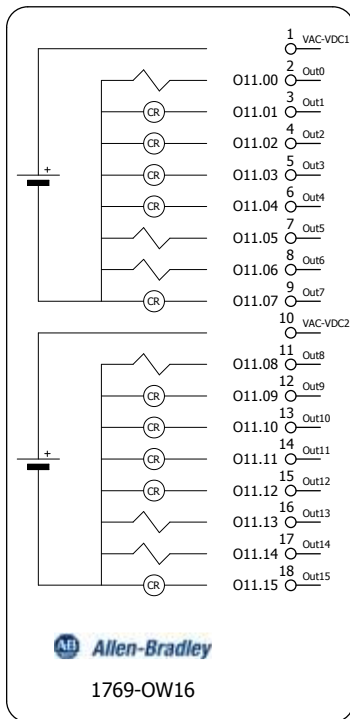 1 VAC-VDC1
+
O11.00 2 Out0
CR O11.01 3 Out1
CR O11.02 4 Out2
CR O11.03 5 Out3
CR O11.04 6 Out4
O11.05 7 Out5
O11.06 8 Out6
CR O11.07 9 Out7
10 VAC-VDC2
+
O11.08 11 Out8
CR O11.09 12 Out9
CR O11.10 13 Out10
CR O11.11 14 Out11
CR O11.12 15 Out12
O11.13 16 Out13
O11.14 17 Out14
CR O11.15 18 Out15
AB Allen-Bradley
1769-OW16